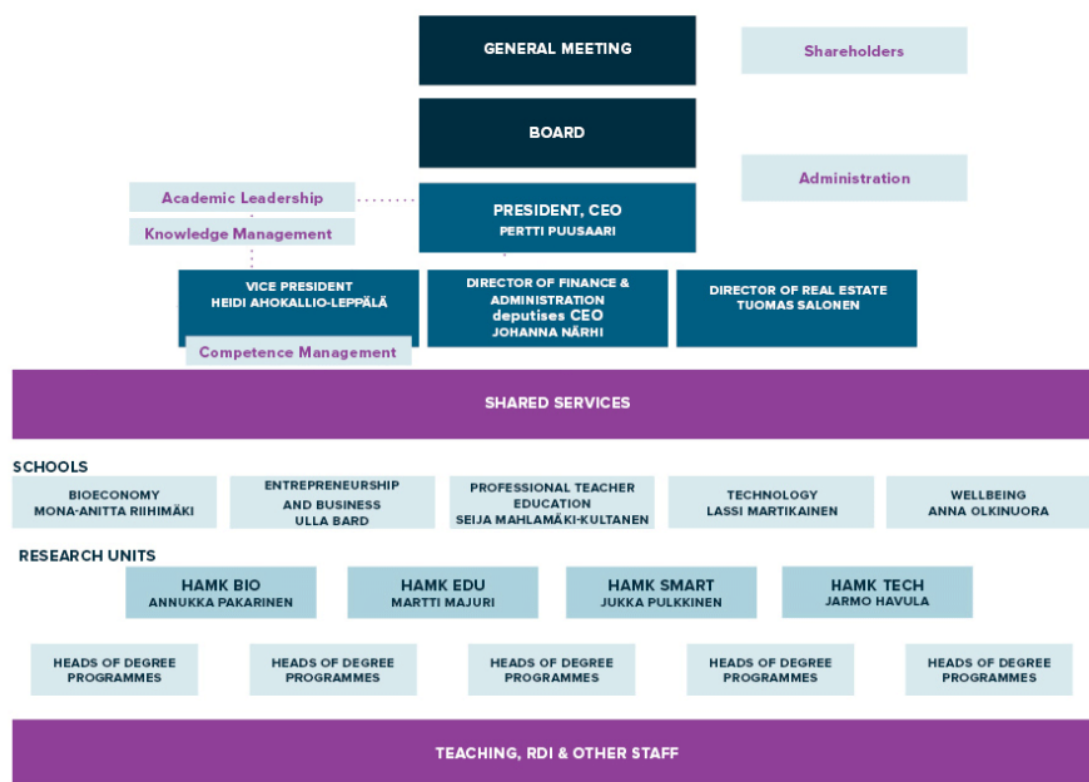 GENERAL MEETING
Shareholders
BOARD
Administration
Academic Leadership
Knowledge Management
PRESIDENT, CEO
PERTTI PUUSAARI
VICE PRESIDENT
HEIDI AHOKALLIO-LEPPÄLÄ
Competence Management
DIRECTOR OF FINANCE &
ADMINISTRATION
deputises CEO
JOHANNA NÄRHI
DIRECTOR OF REAL ESTATE
TUOMAS SALONEN
SHARED SERVICES
SCHOOLS
BIOECONOMY
MONA-ANITTA RIIHIMÄKI
ENTREPRENEURSHIP
AND BUSINESS
ULLA BARD
PROFESSIONAL TEACHER
EDUCATION
SEIJA MAHLAMÄKI-KULTANEN
TECHNOLOGY
LASSI MARTIKAINEN
WELLBEING
ANNA OLKINUORA
RESEARCH UNITS
HAMK BIO
ANNUKKA PAKARINEN
HAMK EDU
MARTTI MAJURI
HAMK SMART
JUKKA PULKKINEN
HAMK TECH
JARMO HAVULA
HEADS OF DEGREE
PROGRAMMES
HEADS OF DEGREE
PROGRAMMES
HEADS OF DEGREE
PROGRAMMES
HEADS OF DEGREE
PROGRAMMES
HEADS OF DEGREE
PROGRAMMES
TEACHING, RDI & OTHER STAFF